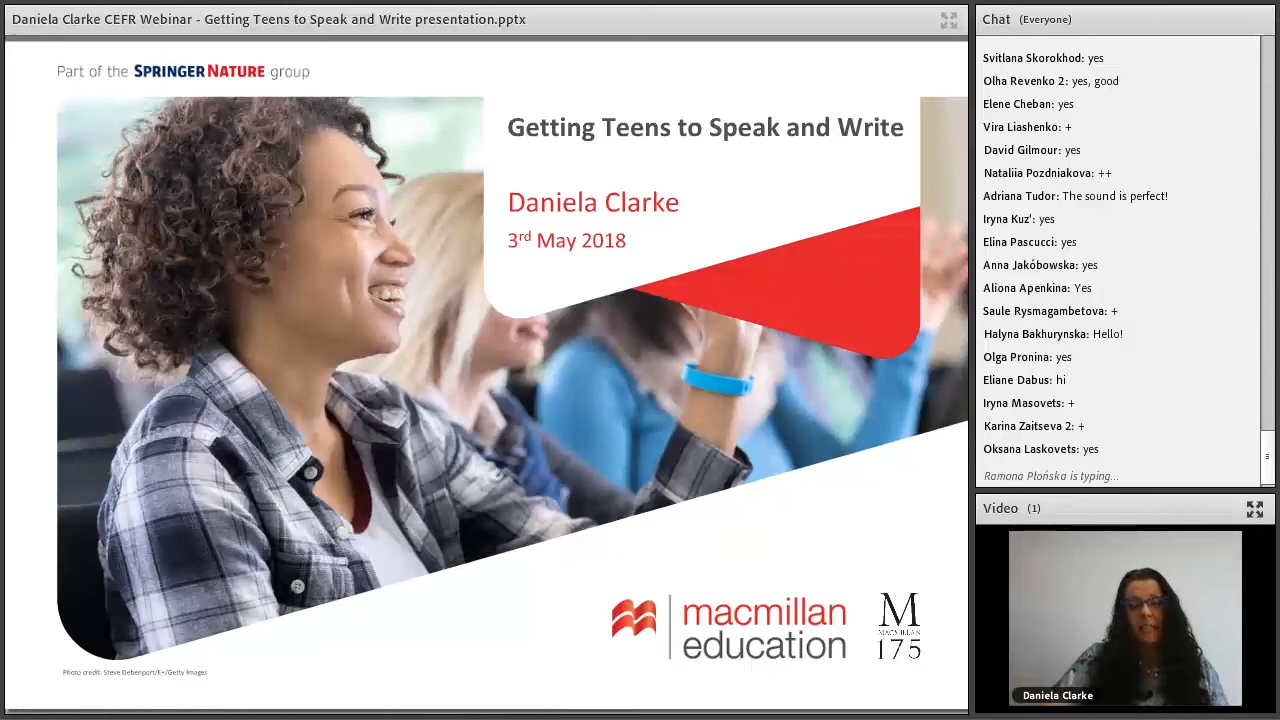 Daniela Clarke CEFR Webinar - Getting Teens to Speak and Write presentation.pptx
Part of the SPRINGER NATURE group
Getting Teens to Speak and Write
Daniela Clarke
3rd May 2018
macmillan
education
M
MACMILLAN
175
Photo credit: Steve Debenport/E+/Getty Images
Chat (Everyone)
Svitlana Skorokhod: yes
Olha Revenko 2: yes, good
Elene Cheban: yes
Vira Liashenko: +
David Gilmour: yes
Nataliia Pozdniakova: ++
Adriana Tudor: The sound is perfect!
Iryna Kuz': yes
Elina Pascucci: yes
Anna Jakóbowska: yes
Aliona Apenkina: Yes
Saule Rysmagambetova: +
Halyna Bakhurynska: Hello!
Olga Pronina: yes
Eliane Dabus: hi
Iryna Masovets: +
Karina Zaitseva 2: +
Oksana Laskovets: yes
Ramona Płońska is typing...
Video (1)
Daniela Clarke